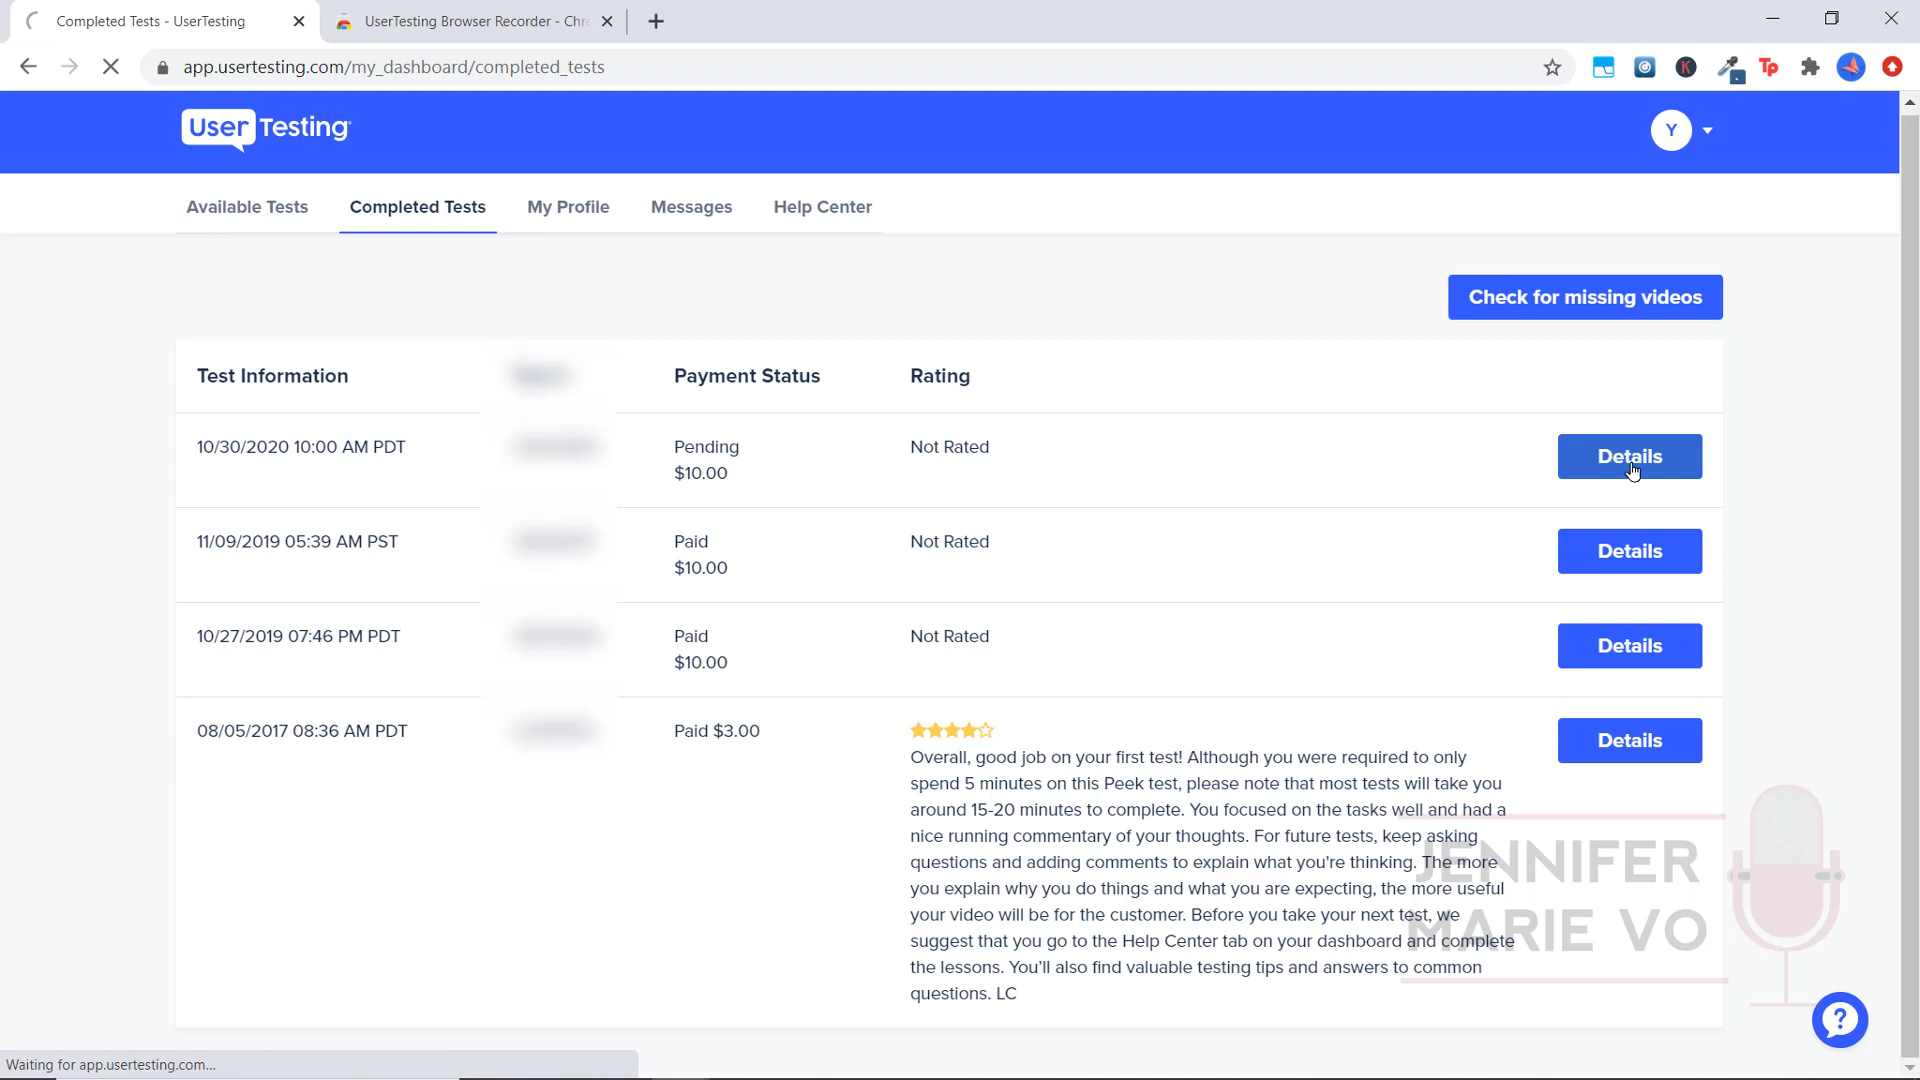 Completed Tests - UserTesting
UserTesting Browser Recorder - Chr
app.usertesting.com/my_dashboard/completed_tests
K
Tp
User Testing
Y
Available Tests
Completed Tests
My Profile
Messages
Help Center
Check for missing videos
Test Information
Payment Status
Rating
10/30/2020 10:00 AM PDT
Pending
$10.00
Not Rated
Details
11/09/2019 05:39 AM PST
Paid
$10.00
Not Rated
Details
10/27/2019 07:46 PM PDT
Paid
$10.00
Not Rated
Details
08/05/2017 08:36 AM PDT
Paid $3.00
Details
Overall, good job on your first test! Although you were required to only
spend 5 minutes on this Peek test, please note that most tests will take you
around 15-20 minutes to complete. You focused on the tasks well and had a
nice running commentary of your thoughts. For future tests, keep asking
questions and adding comments to explain what you're thinking. The more
you explain why you do things and what you are expecting, the more useful
your video will be for the customer. Before you take your next test, we
suggest that you go to the Help Center tab on your dashboard and complete
the lessons. You'll also find valuable testing tips and answers to common
questions. LC
JENNIFER
MARIE VO
?
Waiting for app.usertesting.com...